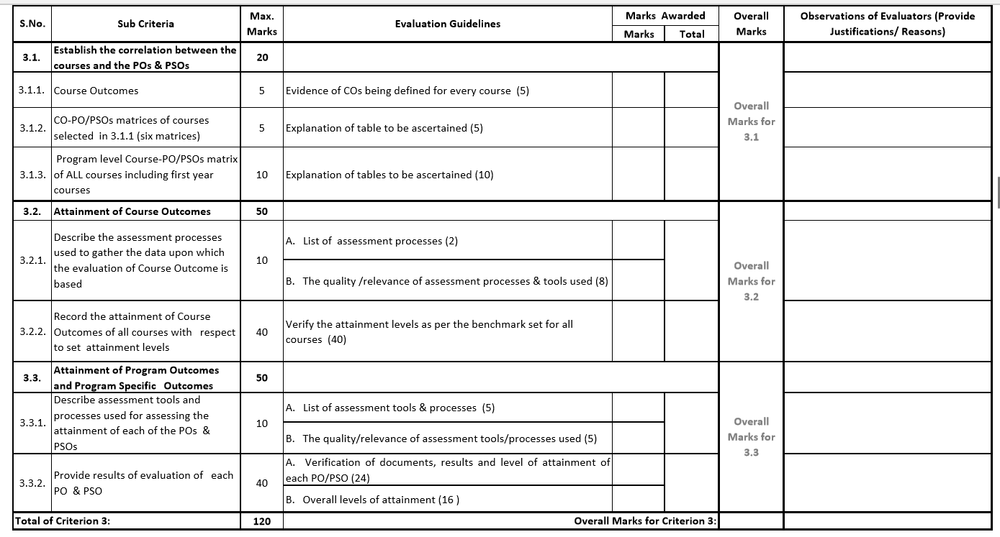 S.No.
Sub Criteria
Max.
Marks
Evaluation Guidelines
Marks Awarded
Marks
Total
Overall
Marks
Observations of Evaluators (Provide
Justifications/ Reasons)
3.1.
Establish the correlation between the
courses and the POs & PSOs
20
3.1.1.
Course Outcomes
5
Evidence of COs being defined for every course (5)
3.1.2.
CO-PO/PSOs matrices of courses
selected in 3.1.1 (six matrices)
5
Explanation of table to be ascertained (5)
3.1.3.
Program level Course-PO/PSOs matrix
of ALL courses including first year
courses
10
Explanation of tables to be ascertained (10)
Overall
Marks for
3.1
3.2.
Attainment of Course Outcomes
50
3.2.1.
Describe the assessment processes
used to gather the data upon which
the evaluation of Course Outcome is
based
10
A. List of assessment processes (2)
B. The quality /relevance of assessment processes & tools used (8)
3.2.2.
Record the attainment of Course
Outcomes of all courses with respect
to set attainment levels
40
Verify the attainment levels as per the benchmark set for all
courses (40)
Overall
Marks for
3.2
3.3.
Attainment of Program Outcomes
and Program Specific Outcomes
50
3.3.1.
Describe assessment tools and
processes used for assessing the
attainment of each of the POs &
PSOs
10
A. List of assessment tools & processes (5)
B. The quality/relevance of assessment tools/processes used (5)
3.3.2.
Provide results of evaluation of each
PO & PSO
40
A. Verification of documents, results and level of attainment of
each PO/PSO (24)
B. Overall levels of attainment (16 )
Overall
Marks for
3.3
Total of Criterion 3:
120
Overall Marks for Criterion 3: